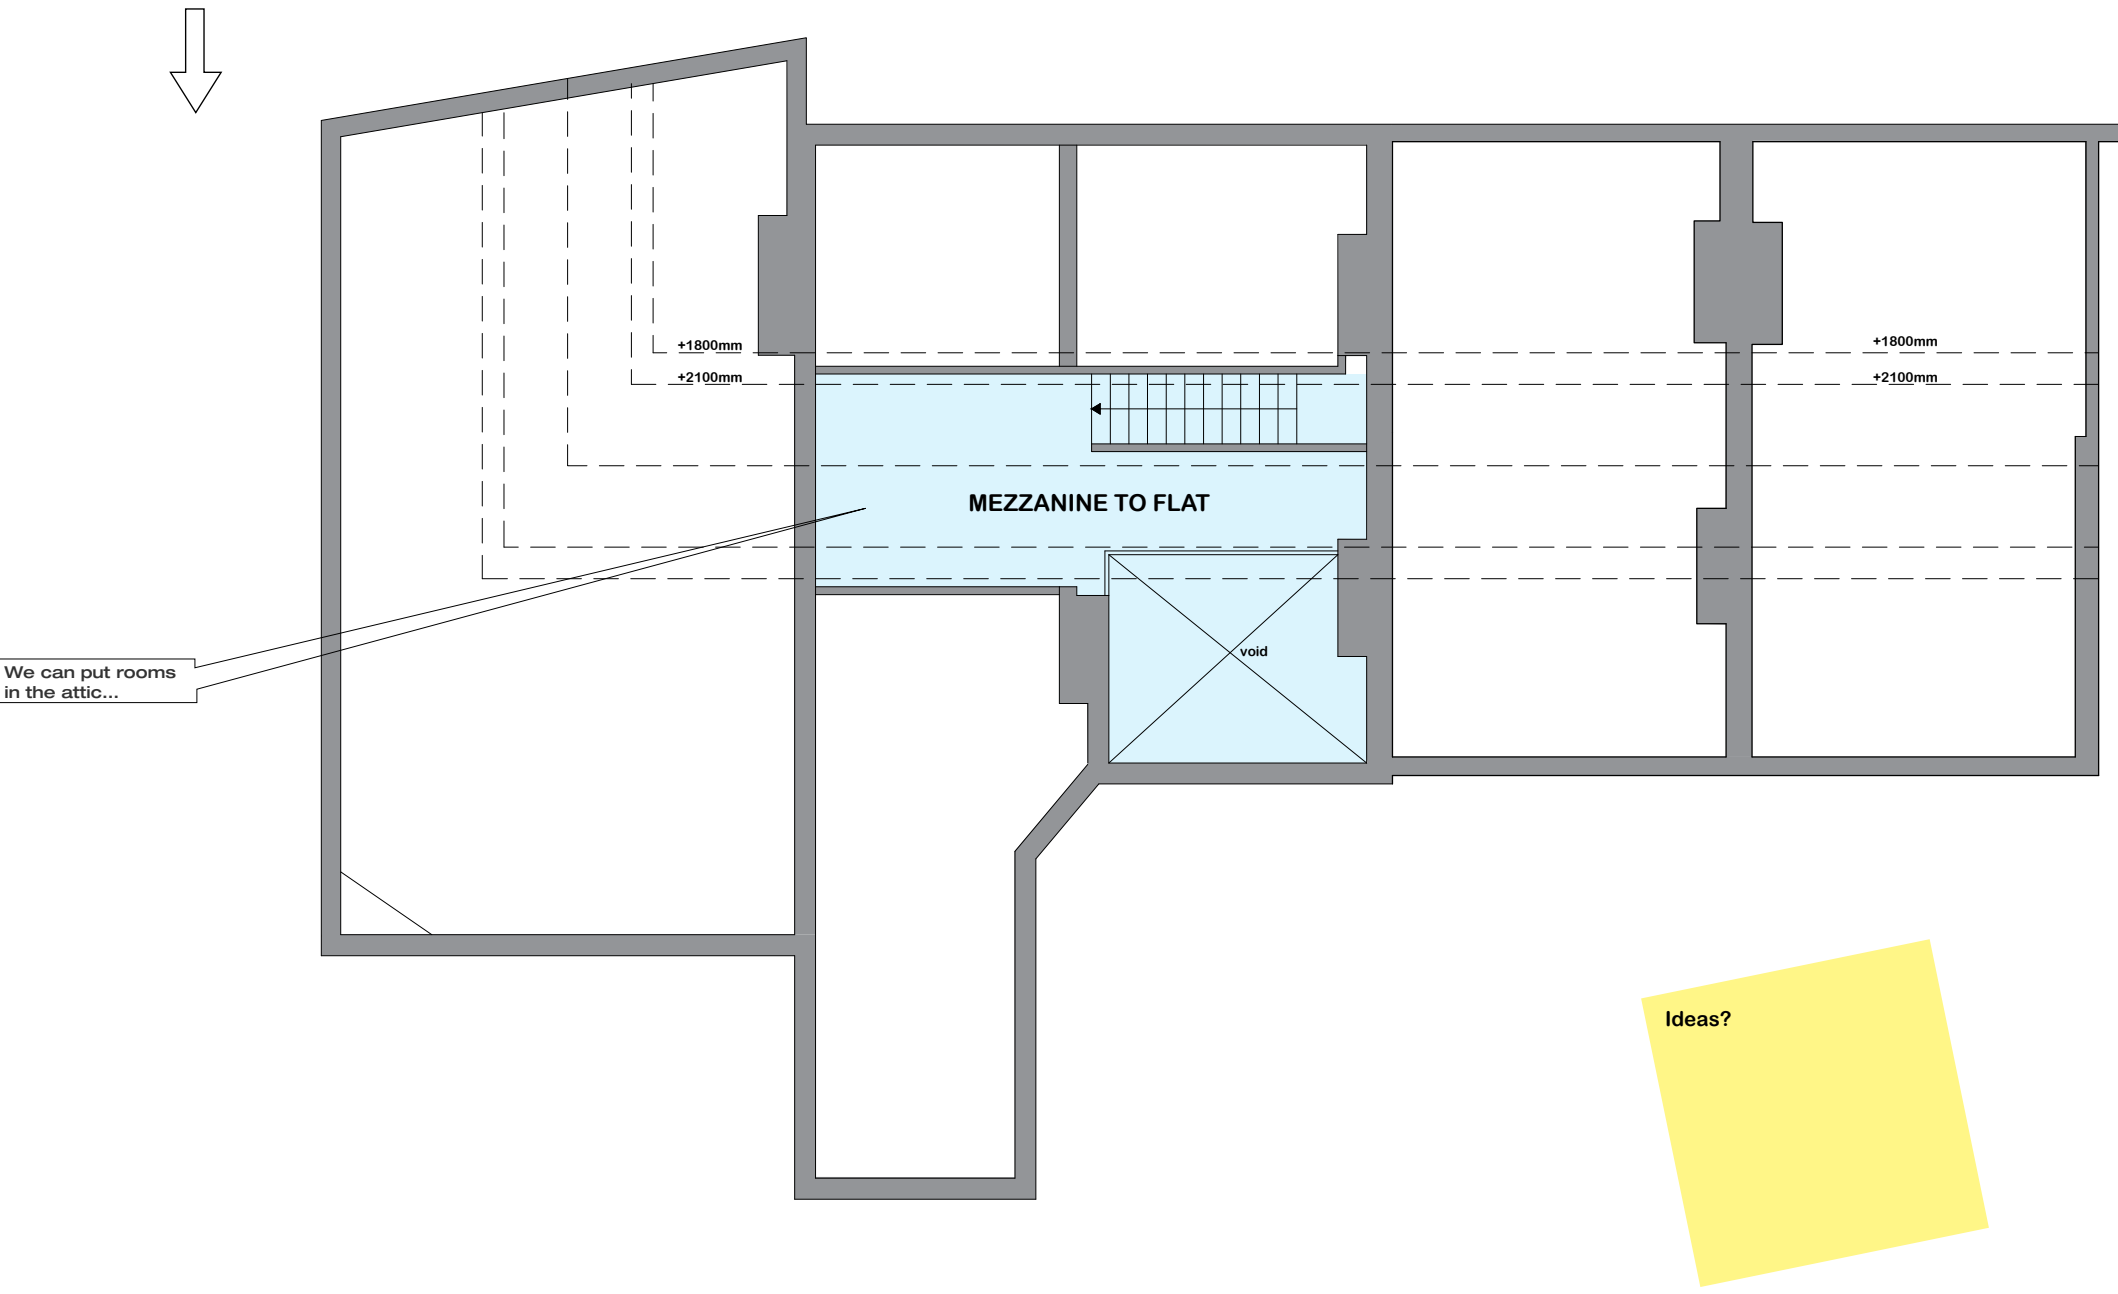 +1800mm
+1800mm
+2100mm
+2100mm
MEZZANINE TO FLAT
void
We can put rooms
in the attic...
Ideas?